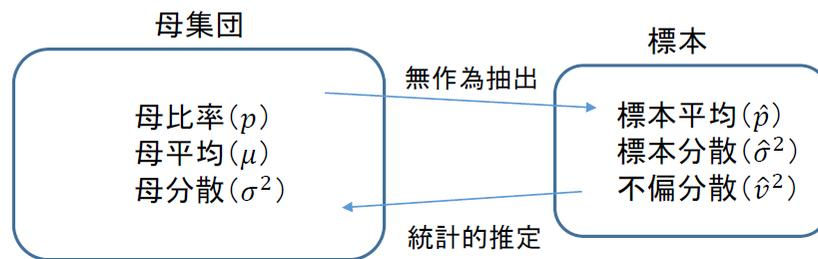 母集団
標本
無作為抽出
母比率(p)
母平均(μ)
母分散(σ²)
標本平均(p̂)
標本分散(σ̂²)
不偏分散(v̂²)
統計的推定